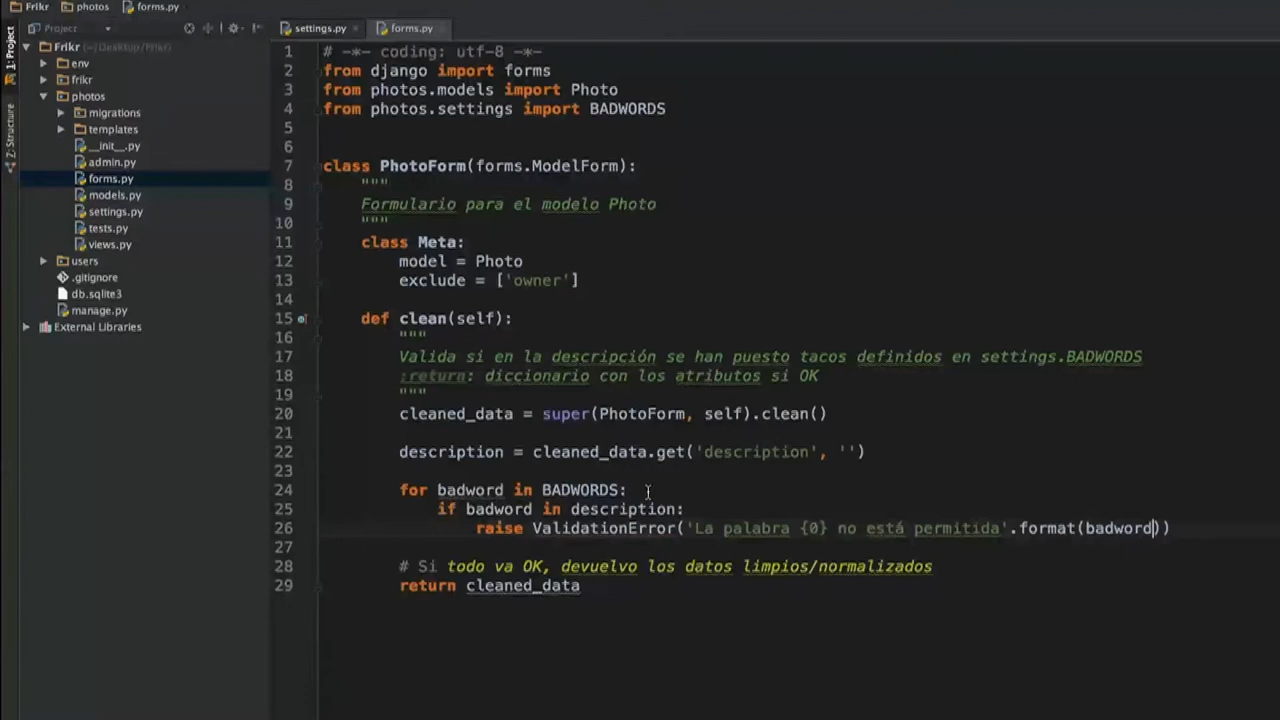 Frikr photos forms.py
Project
settings.py forms.py
1: Project
Z: Structure
Frikr (~/Desktop/Frikr)
env
frikr
photos
migrations
templates
__init__.py
admin.py
forms.py
models.py
settings.py
tests.py
views.py
users
.gitignore
db.sqlite3
manage.py
External Libraries
1 # -*- coding: utf-8 -*-
2 from django import forms
3 from photos.models import Photo
4 from photos.settings import BADWORDS
5
6
7 class PhotoForm(forms.ModelForm):
8 """
9 Formulario para el modelo Photo
10 """
11 class Meta:
12 model = Photo
13 exclude = ['owner']
14
15 def clean(self):
16 """
17 Valida si en la descripción se han puesto tacos definidos en settings.BADWORDS
18 :return: diccionario con los atributos si OK
19 """
20 cleaned_data = super(PhotoForm, self).clean()
21
22 description = cleaned_data.get('description', '')
23
24 for badword in BADWORDS:
25 if badword in description:
26 raise ValidationError('La palabra {0} no está permitida'.format(badword))
27
28 # Si todo va OK, devuelvo los datos limpios/normalizados
29 return cleaned_data